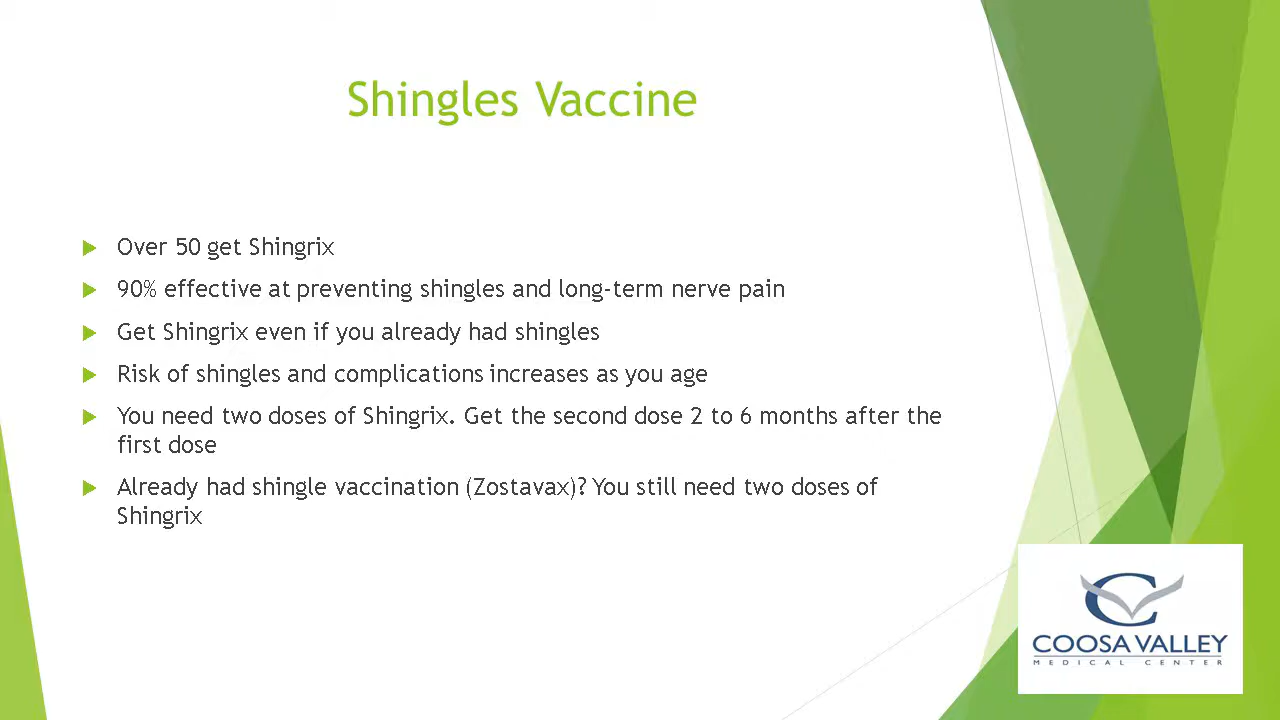 Shingles Vaccine
Over 50 get Shingrix
90% effective at preventing shingles and long-term nerve pain
Get Shingrix even if you already had shingles
Risk of shingles and complications increases as you age
You need two doses of Shingrix. Get the second dose 2 to 6 months after the
first dose
Already had shingle vaccination (Zostavax)? You still need two doses of
Shingrix
COOSA VALLEY
MEDICAL CENTER